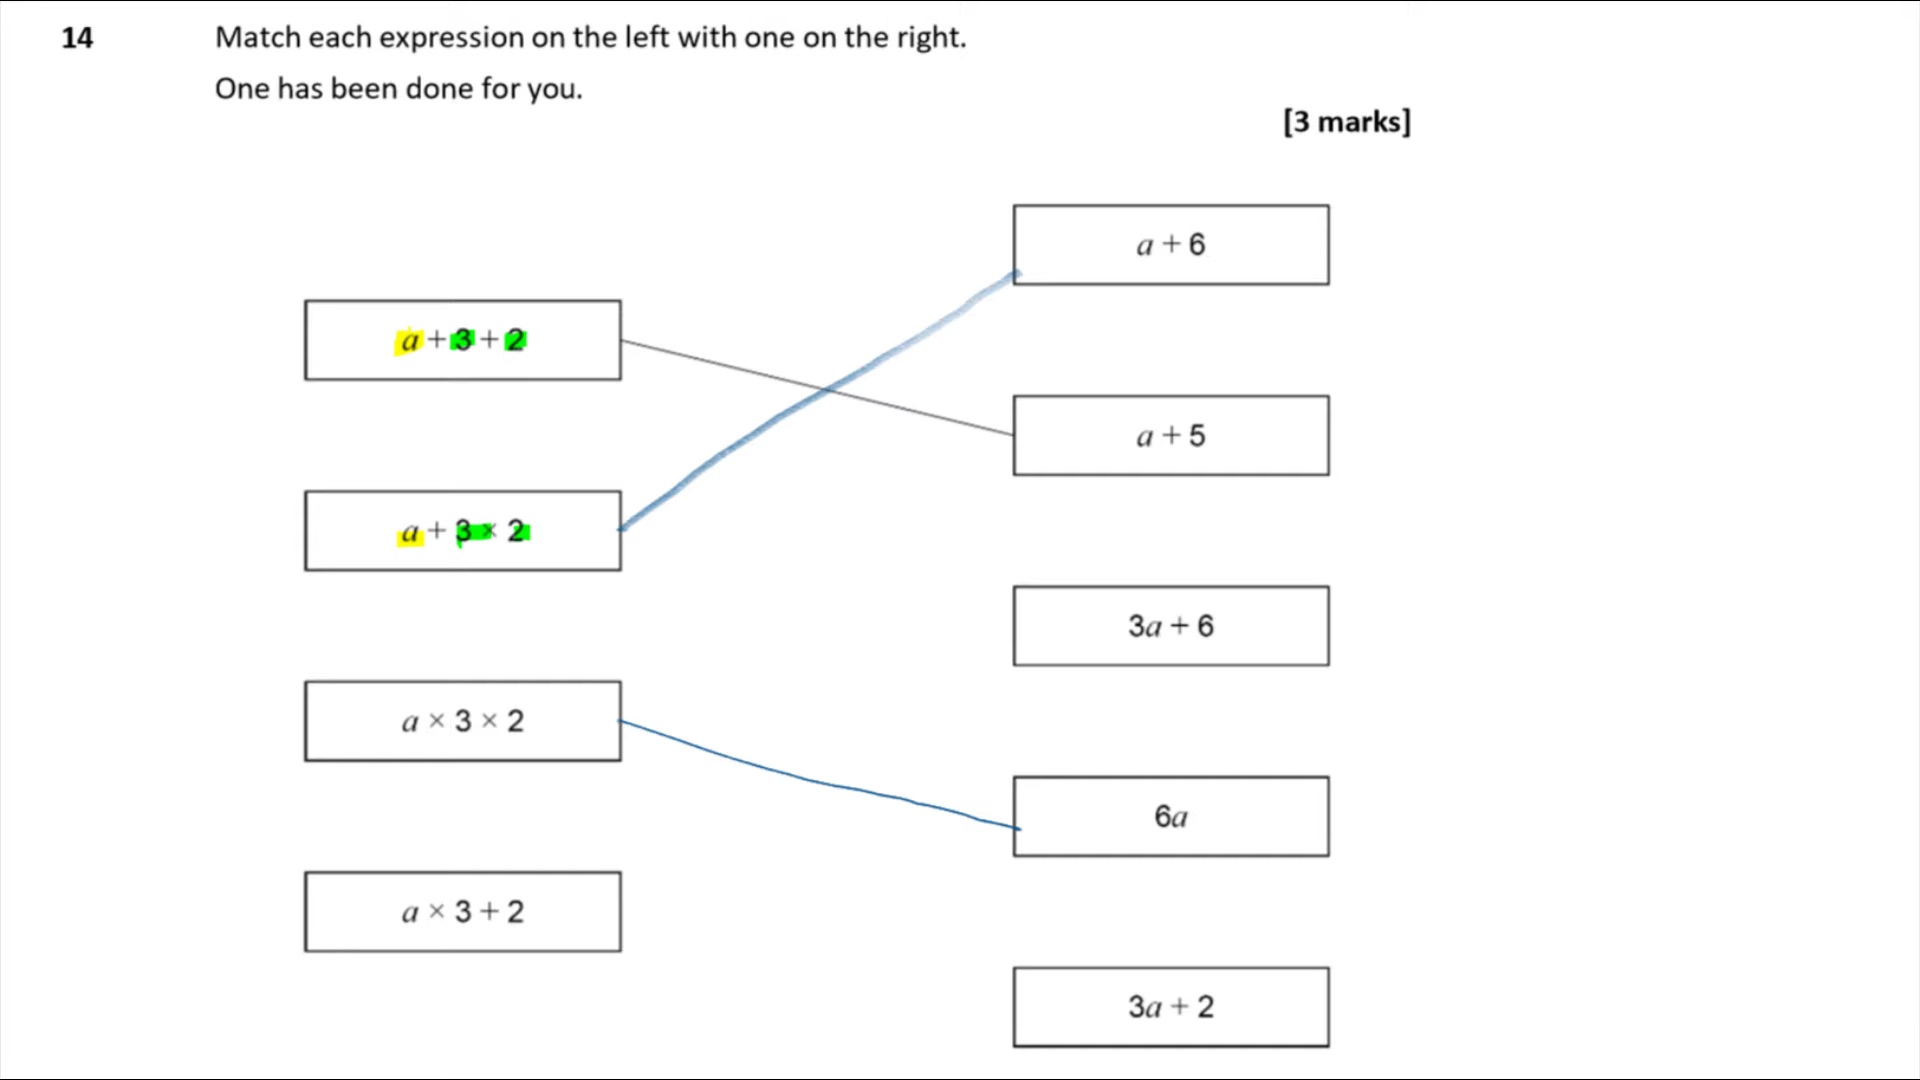 14 Match each expression on the left with one on the right.
One has been done for you.
[3 marks]
a + 6
a + 3 + 2
a + 5
a + 3 × 2
3a + 6
a × 3 × 2
6a
a × 3 + 2
3a + 2